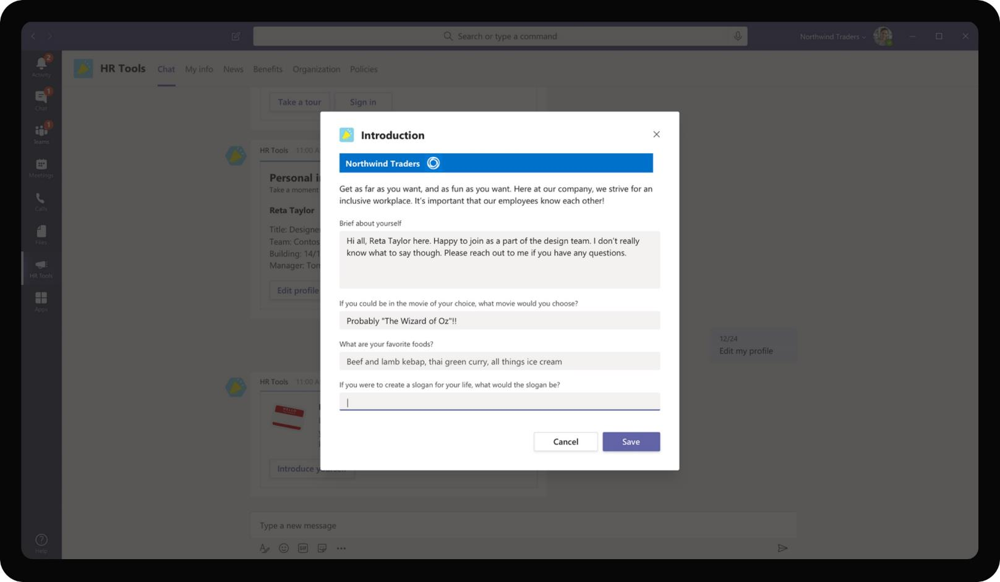 Search or type a command
Northwind Traders
2
Activity
1
Chat
1
Teams
Meetings
Calls
Files
HR Tools
Apps
Help
HR Tools
Chat
My info
News
Benefits
Organization
Policies
Take a tour
Sign in
HR Tools 11:00 A
Personal i
Take a moment
Reta Taylor
Title: Designe
Team: Contos
Building: 14/1
Manager: Tom
Edit profile
12/24
Edit my profile
HR Tools 11:00 A
HELLO
Introduce yourself
Introduction
Northwind Traders
Get as far as you want, and as fun as you want. Here at our company, we strive for an
inclusive workplace. It's important that our employees know each other!
Brief about yourself
Hi all, Reta Taylor here. Happy to join as a part of the design team. I don't really
know what to say though. Please reach out to me if you have any questions.
If you could be in the movie of your choice, what movie would you choose?
Probably "The Wizard of Oz"!!
What are your favorite foods?
Beef and lamb kebap, thai green curry, all things ice cream
If you were to create a slogan for your life, what would the slogan be?
Cancel
Save
Type a new message
GIF